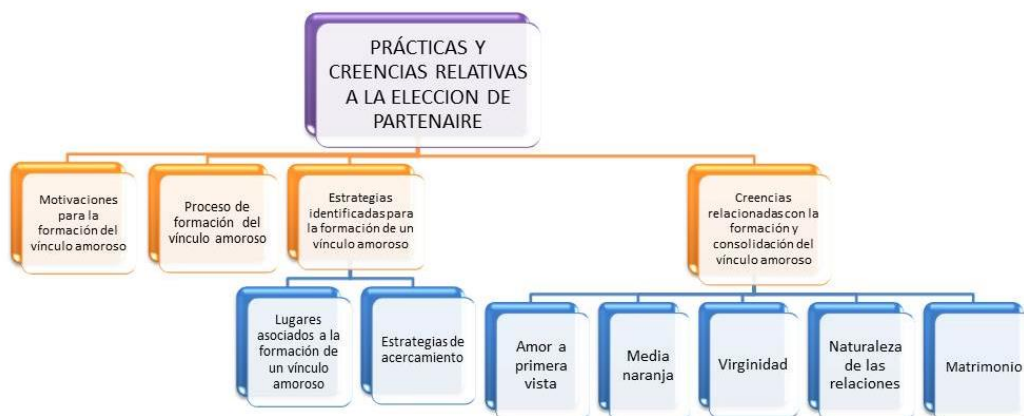 PRÁCTICAS Y
CREENCIAS RELATIVAS
A LA ELECCION DE
PARTENAIRE
Motivaciones
para la
formación del
vínculo amoroso
Proceso de
formación del
vínculo amoroso
Estrategias
identificadas para
la formación de un
vínculo amoroso
Creencias
relacionadas con la
formación y
consolidación del
vínculo amoroso
Lugares
asociados a la
formación de
un vínculo
amoroso
Estrategias de
acercamiento
Amor a
primera
vista
Media
naranja
Virginidad
Naturaleza
de las
relaciones
Matrimonio